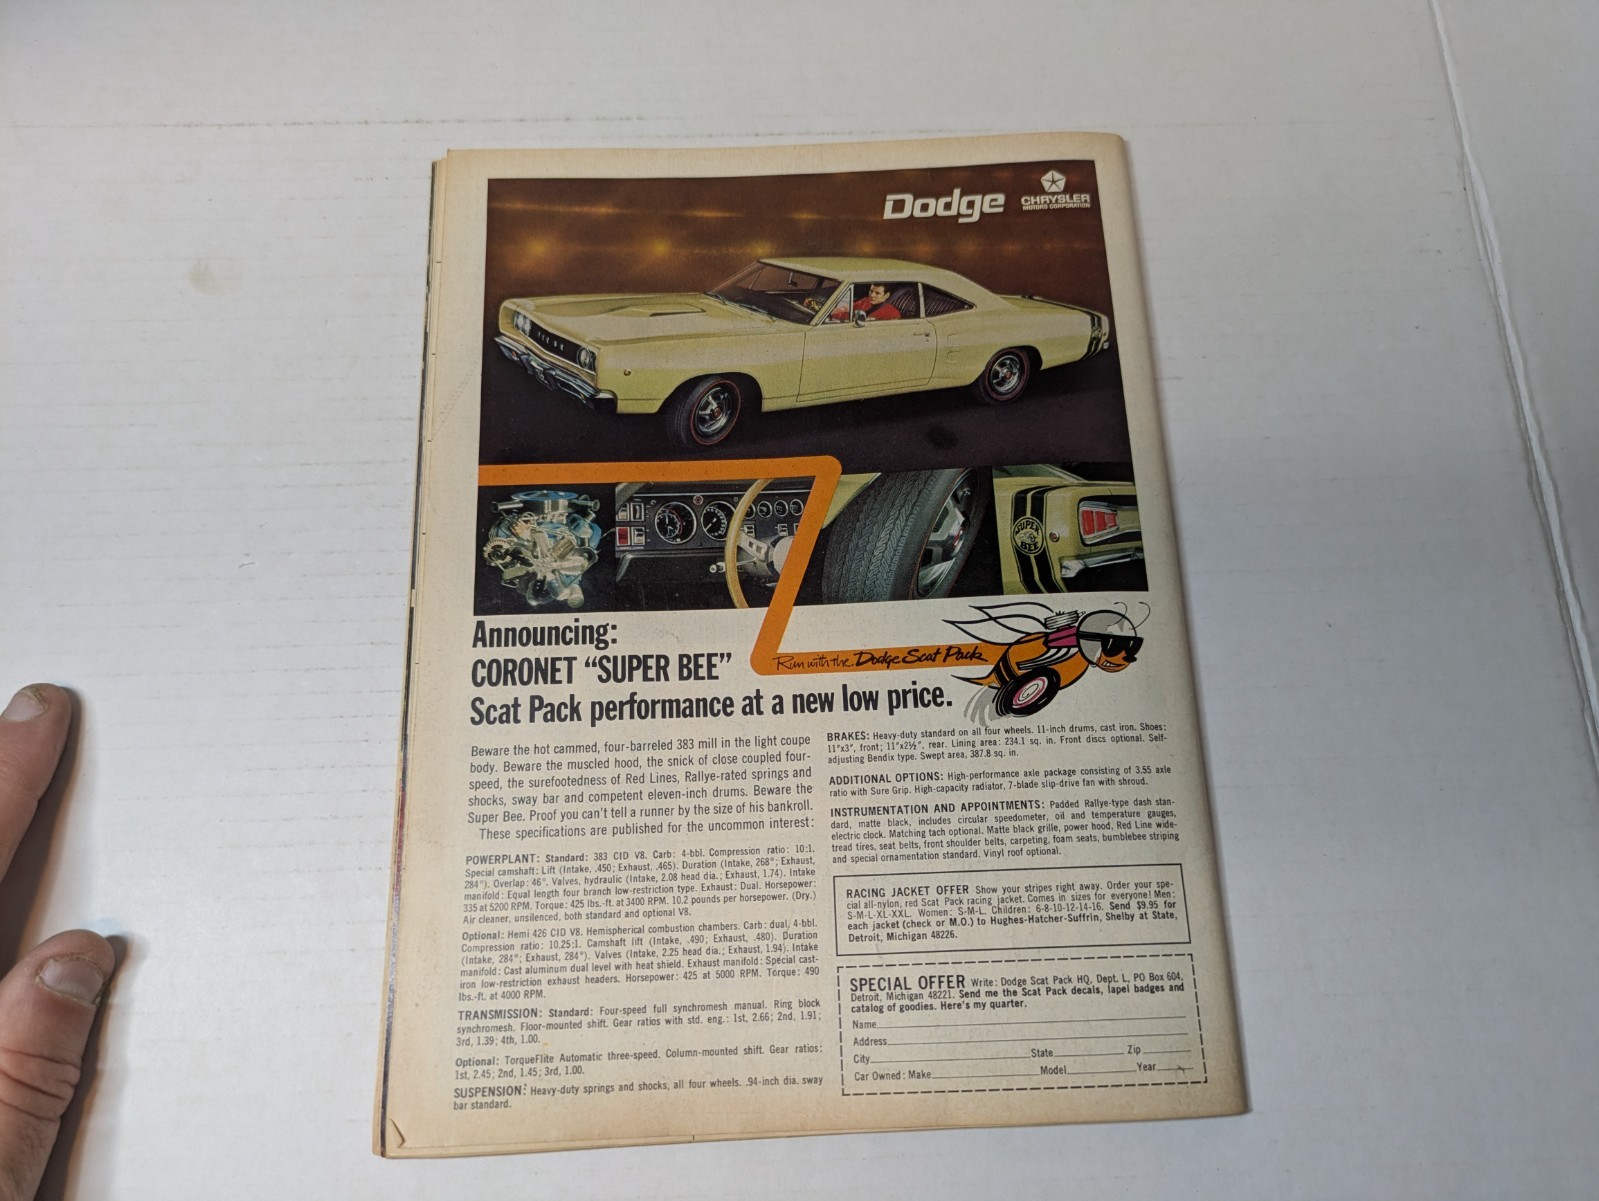 Dodge
CHRYSLER
MOTORS CORPORATION
SUPER
BEE
Announcing:
CORONET “SUPER BEE”
Scat Pack performance at a new low price.
Run with the Dodge Scat Pack
Beware the hot cammed, four-barreled 383 mill in the light coupe
body. Beware the muscled hood, the snick of close coupled four-
speed, the surefootedness of Red Lines, Rallye-rated springs and
shocks, sway bar and competent eleven-inch drums. Beware the
Super Bee. Proof you can't tell a runner by the size of his bankroll.
These specifications are published for the uncommon interest:
POWERPLANT: Standard: 383 CID V8. Carb: 4-bbl. Compression ratio: 10:1.
Special camshaft: Lift (Intake, .450; Exhaust, .465). Duration (Intake, 268°; Exhaust,
284°). Overlap: 46°. Valves, hydraulic (Intake, 2.08 head dia.; Exhaust, 1.74). Intake
manifold: Equal length four branch low-restriction type. Exhaust: Dual. Horsepower:
335 at 5200 RPM. Torque: 425 lbs.-ft. at 3400 RPM. 10.2 pounds per horsepower. (Dry.)
Air cleaner, unsilenced, both standard and optional V8.
Optional: Hemi 426 CID V8. Hemispherical combustion chambers. Carb: dual, 4-bbl.
Compression ratio: 10.25:1. Camshaft lift (Intake, .490; Exhaust, .480). Duration
(Intake, 284°; Exhaust, 284°). Valves (Intake, 2.25 head dia.; Exhaust, 1.94). Intake
manifold: Cast aluminum dual level with heat shield. Exhaust manifold: Special cast-
iron low-restriction exhaust headers. Horsepower: 425 at 5000 RPM. Torque: 490
lbs.-ft. at 4000 RPM.
TRANSMISSION: Standard: Four-speed full synchromesh manual. Ring block
synchromesh. Floor-mounted shift. Gear ratios with std. eng.: 1st, 2.66; 2nd, 1.91;
3rd, 1.39; 4th, 1.00.
Optional: TorqueFlite Automatic three-speed. Column-mounted shift. Gear ratios:
1st, 2.45; 2nd, 1.45; 3rd, 1.00.
SUSPENSION: Heavy-duty springs and shocks, all four wheels. .94-inch dia. sway
bar standard.
BRAKES: Heavy-duty standard on all four wheels. 11-inch drums, cast iron. Shoes:
11"x3", front; 11"x2½", rear. Lining area: 234.1 sq. in. Front discs optional. Self-
adjusting Bendix type. Swept area, 387.8 sq. in.
ADDITIONAL OPTIONS: High-performance axle package consisting of 3.55 axle
ratio with Sure Grip. High-capacity radiator, 7-blade slip-drive fan with shroud.
INSTRUMENTATION AND APPOINTMENTS: Padded Rallye-type dash stan-
dard, matte black, includes circular speedometer, oil and temperature gauges,
electric clock. Matching tach optional. Matte black grille, power hood, Red Line wide-
tread tires, seat belts, front shoulder belts, carpeting, foam seats, bumblebee striping
and special ornamentation standard. Vinyl roof optional.
RACING JACKET OFFER Show your stripes right away. Order your spe-
cial all-nylon, red Scat Pack racing jacket. Comes in sizes for everyone! Men:
S-M-L-XL-XXL. Women: S-M-L. Children: 6-8-10-12-14-16. Send $9.95 for
each jacket (check or M.O.) to Hughes-Hatcher-Suffrin, Shelby at State,
Detroit, Michigan 48226.
SPECIAL OFFER Write: Dodge Scat Pack HQ, Dept. L, PO Box 604,
Detroit, Michigan 48221. Send me the Scat Pack decals, lapel badges and
catalog of goodies. Here's my quarter.
Name
Address
City State Zip
Car Owned: Make Model Year